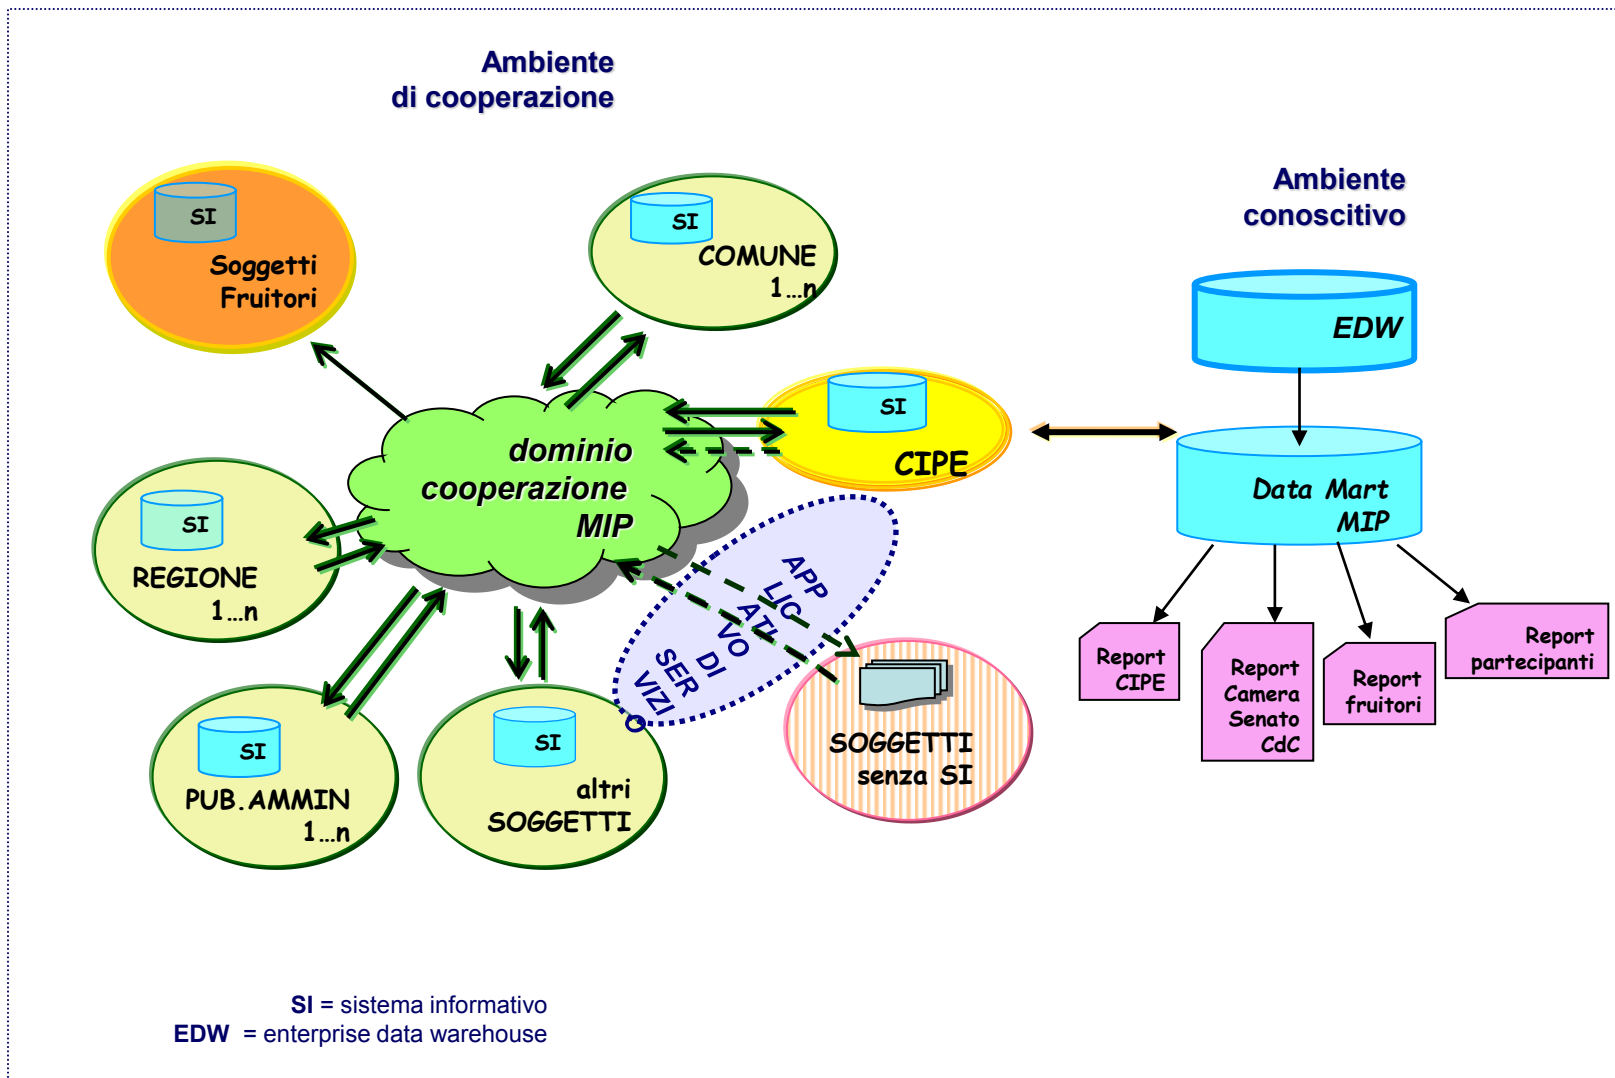 Ambiente
di cooperazione
Ambiente
conoscitivo
SI
Soggetti
Fruitori
SI
COMUNE
1…n
EDW
SI
CIPE
dominio
cooperazione
MIP
Data Mart
MIP
SI
REGIONE
1…n
APP
LIC
ATI
VO
DI
SER
VIZI
Report
CIPE
Report
Camera
Senato
CdC
Report
fruitori
Report
partecipanti
SI
PUB.AMMIN
1…n
SI
altri
SOGGETTI
SOGGETTI
senza SI
SI = sistema informativo
EDW = enterprise data warehouse